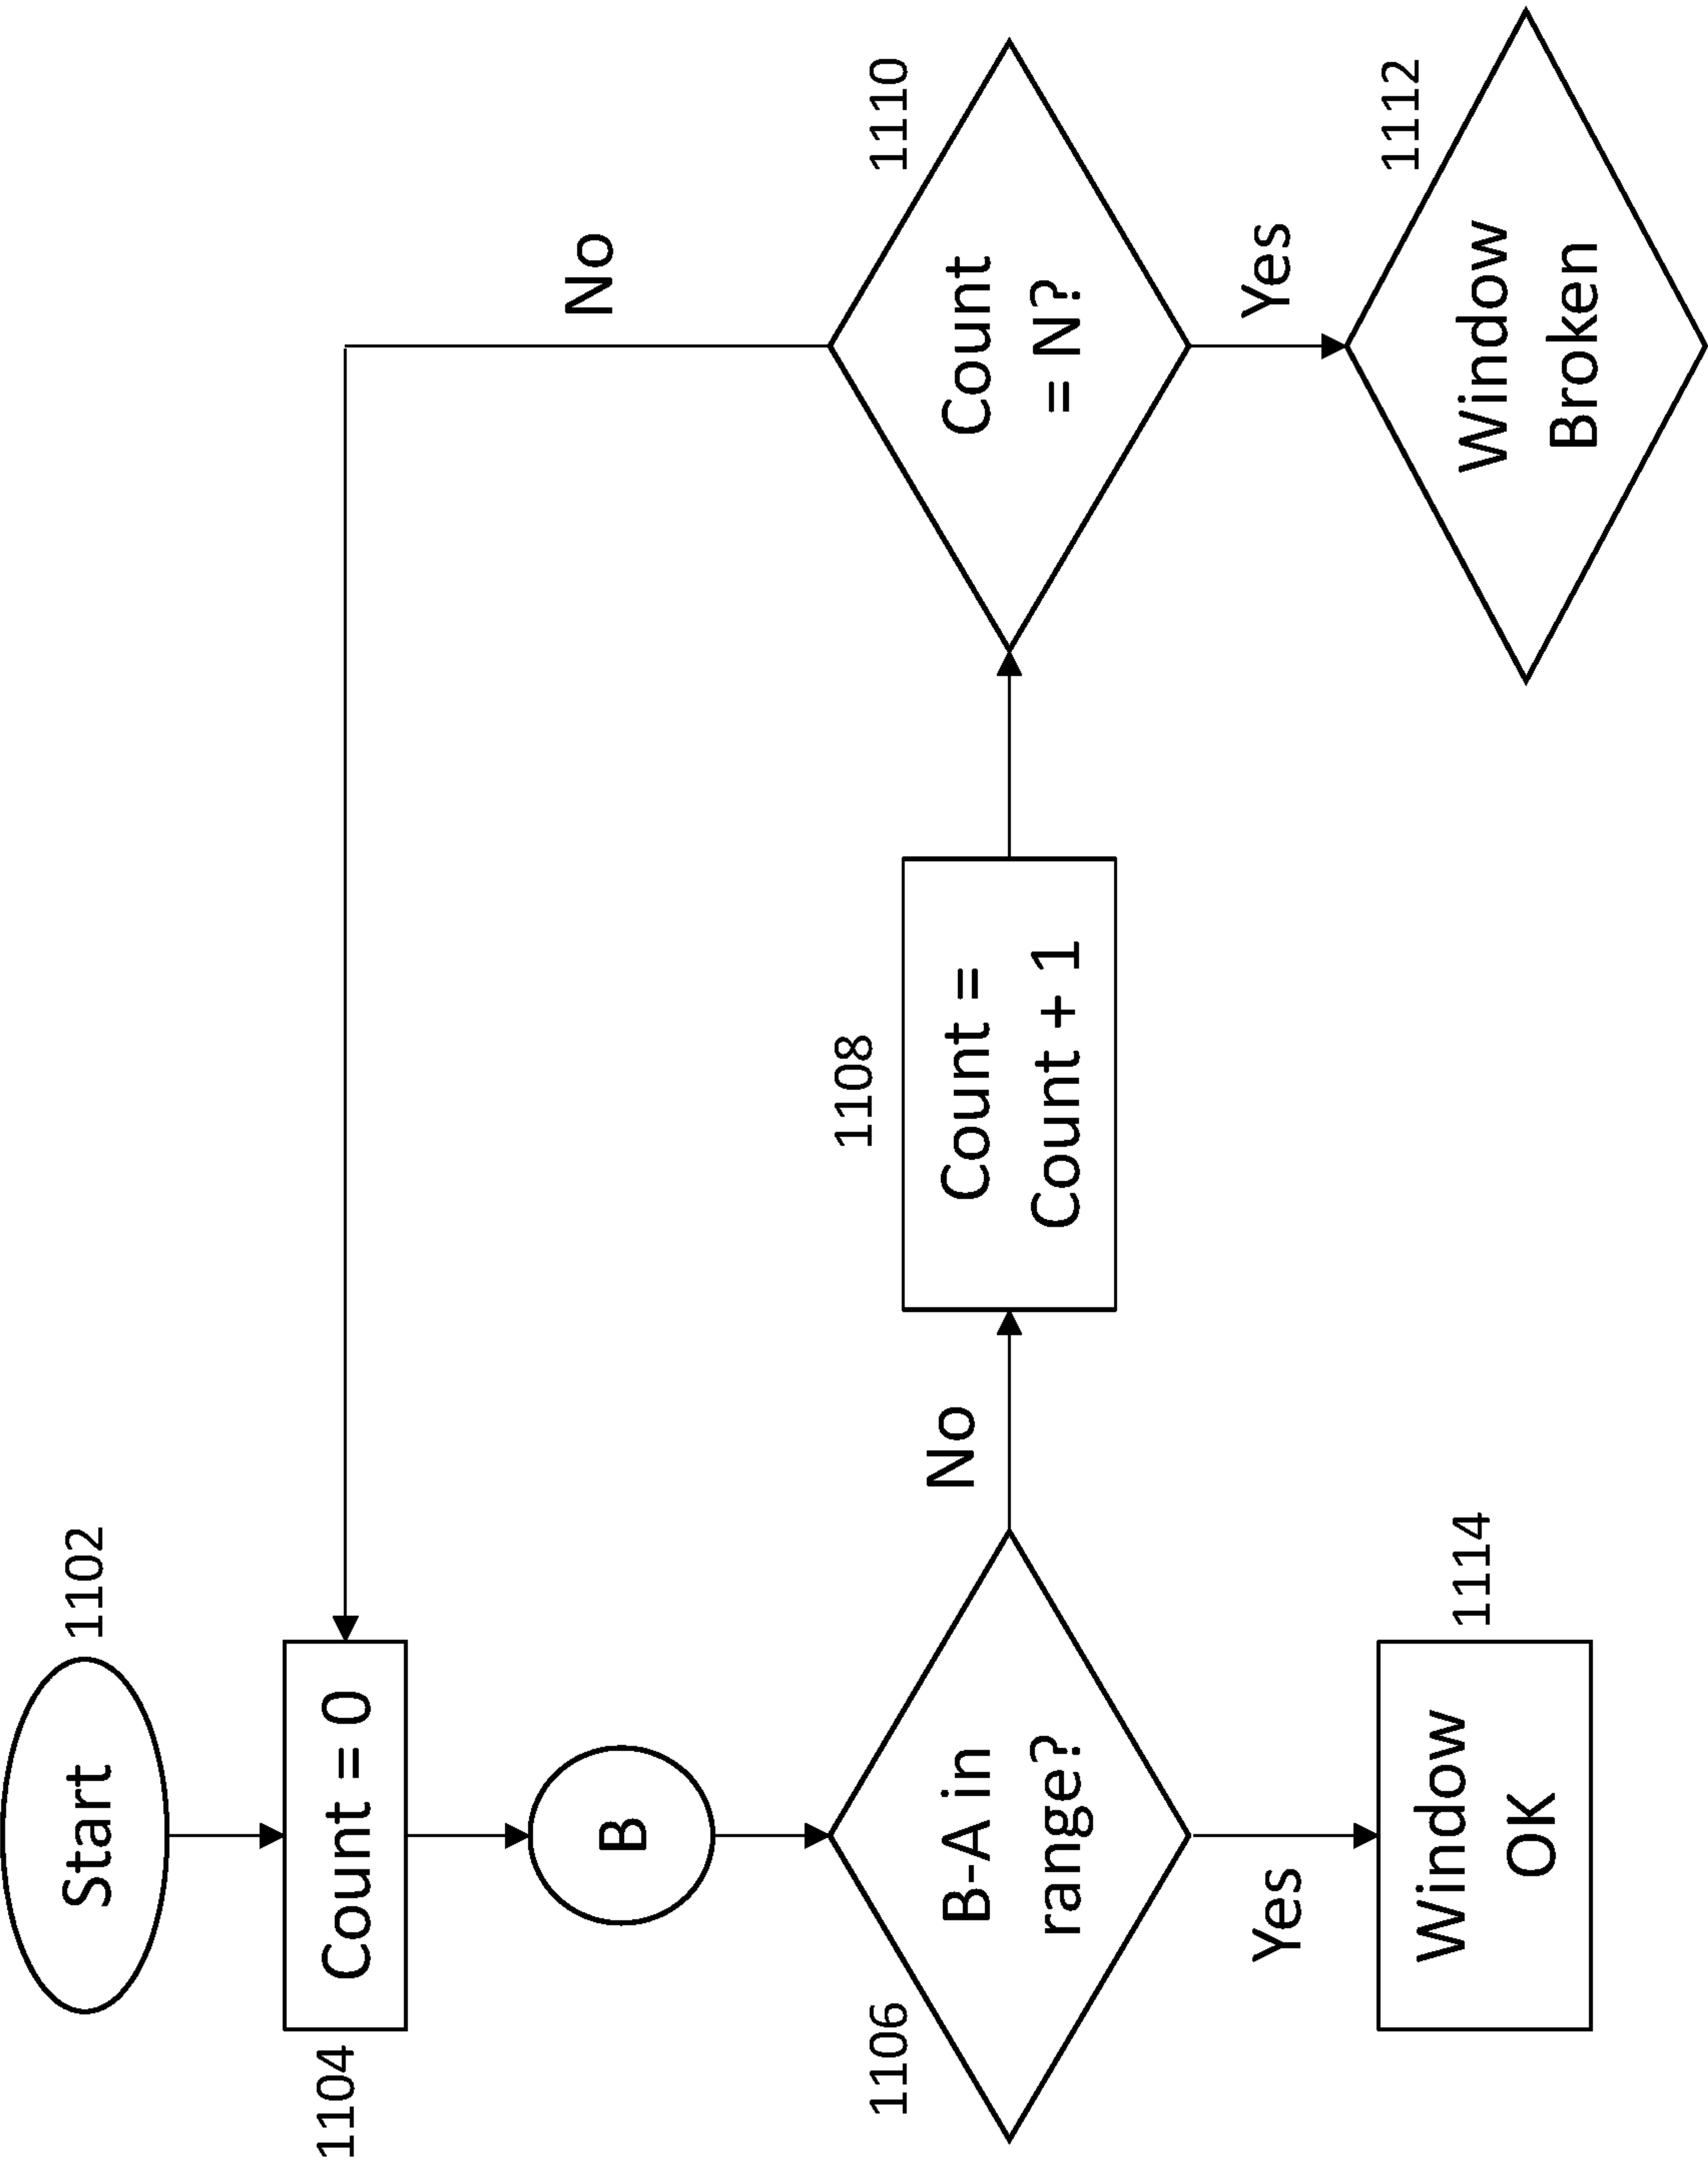 Start
1102
1104
Count = 0
B
1106
B-A in
range?
No
1108
Count =
Count + 1
1110
Count
= N?
No
Yes
1112
Window
Broken
Yes
1114
Window
OK